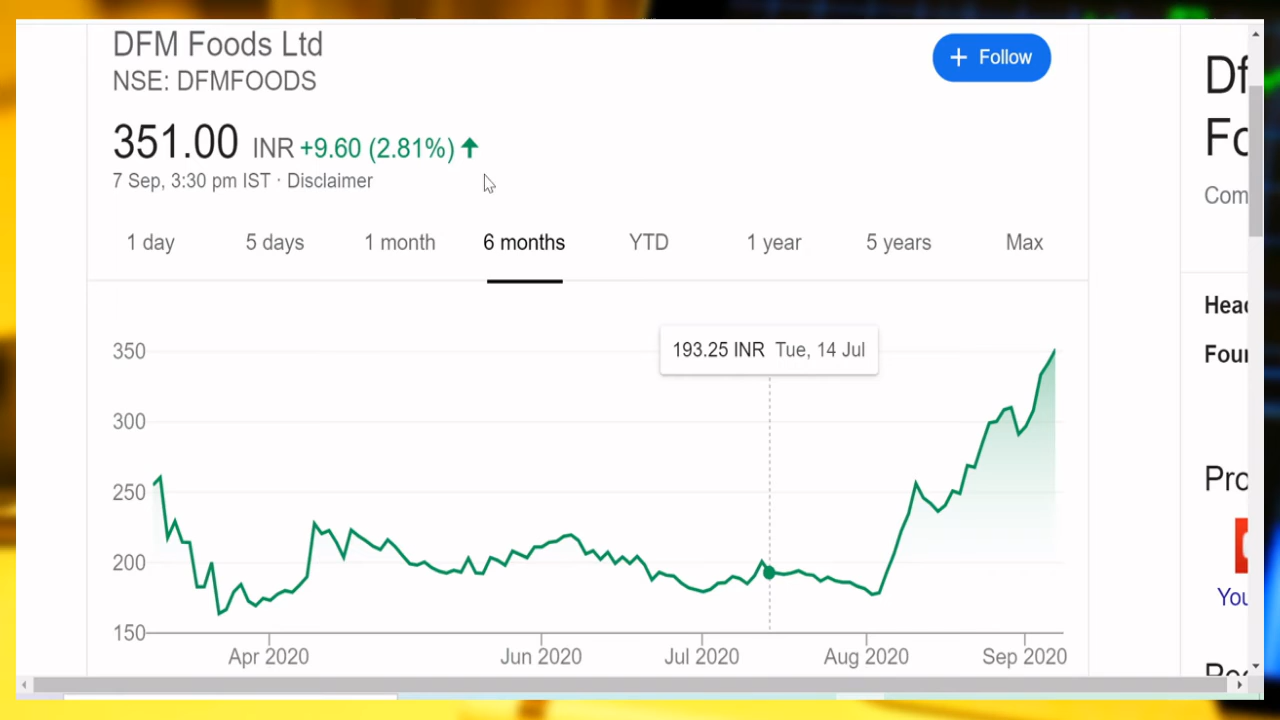 DFM Foods Ltd
NSE: DFMFOODS
+ Follow
351.00 INR +9.60 (2.81%)
7 Sep, 3:30 pm IST · Disclaimer
1 day 5 days 1 month 6 months YTD 1 year 5 years Max
193.25 INR Tue, 14 Jul
350
300
250
200
150
Apr 2020 Jun 2020 Jul 2020 Aug 2020 Sep 2020
Df
Fo
Com
Head
Foun
Pro
You